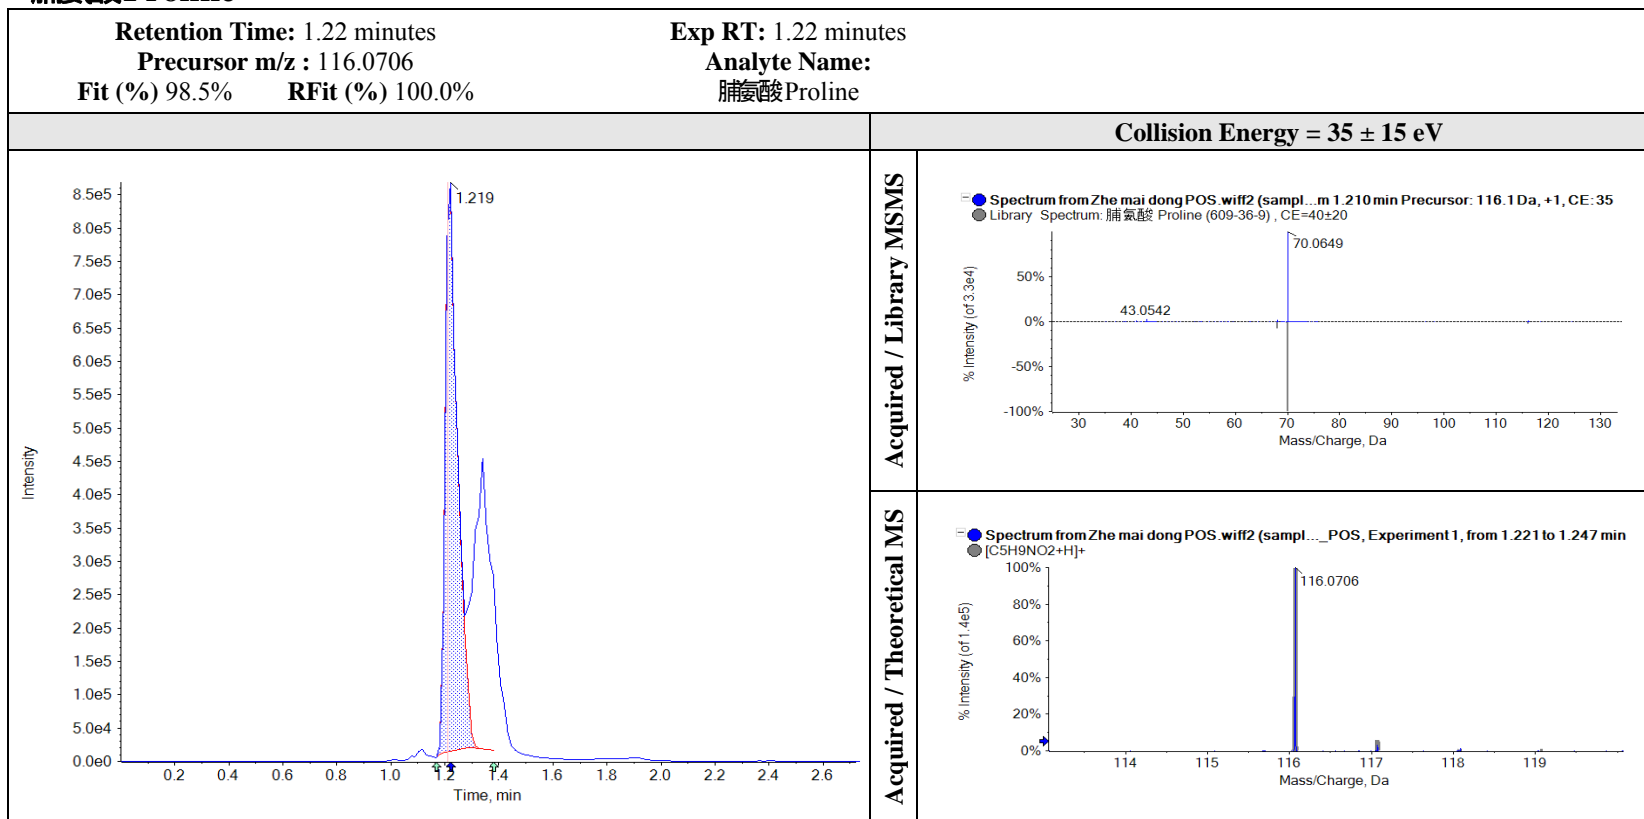 Retention Time: 1.22 minutes
Exp RT: 1.22 minutes
Precursor m/z : 116.0706
Analyte Name:
Fit (%) 98.5% RFit (%) 100.0%
脯氨酸Proline
Collision Energy = 35 ± 15 eV
1.219
8.5e5
8.0e5
7.5e5
7.0e5
6.5e5
6.0e5
5.5e5
5.0e5
4.5e5
4.0e5
3.5e5
3.0e5
2.5e5
2.0e5
1.5e5
1.0e5
5.0e4
0.0e0
Intensity
0.2 0.4 0.6 0.8 1.0 1.2 1.4 1.6 1.8 2.0 2.2 2.4 2.6
Time, min
Acquired / Library MSMS
Spectrum from Zhe mai dong POS.wiff2 (sampl...m 1.210 min Precursor: 116.1 Da, +1, CE: 35
Library Spectrum: 脯氨酸 Proline (609-36-9) , CE=40±20
70.0649
43.0542
50%
0%
-50%
-100%
% Intensity (of 3.3e4)
30 40 50 60 70 80 90 100 110 120 130
Mass/Charge, Da
Acquired / Theoretical MS
Spectrum from Zhe mai dong POS.wiff2 (sampl..._POS, Experiment 1, from 1.221 to 1.247 min
[C5H9NO2+H]+
116.0706
100%
80%
60%
40%
20%
0%
% Intensity (of 1.4e5)
114 115 116 117 118 119
Mass/Charge, Da